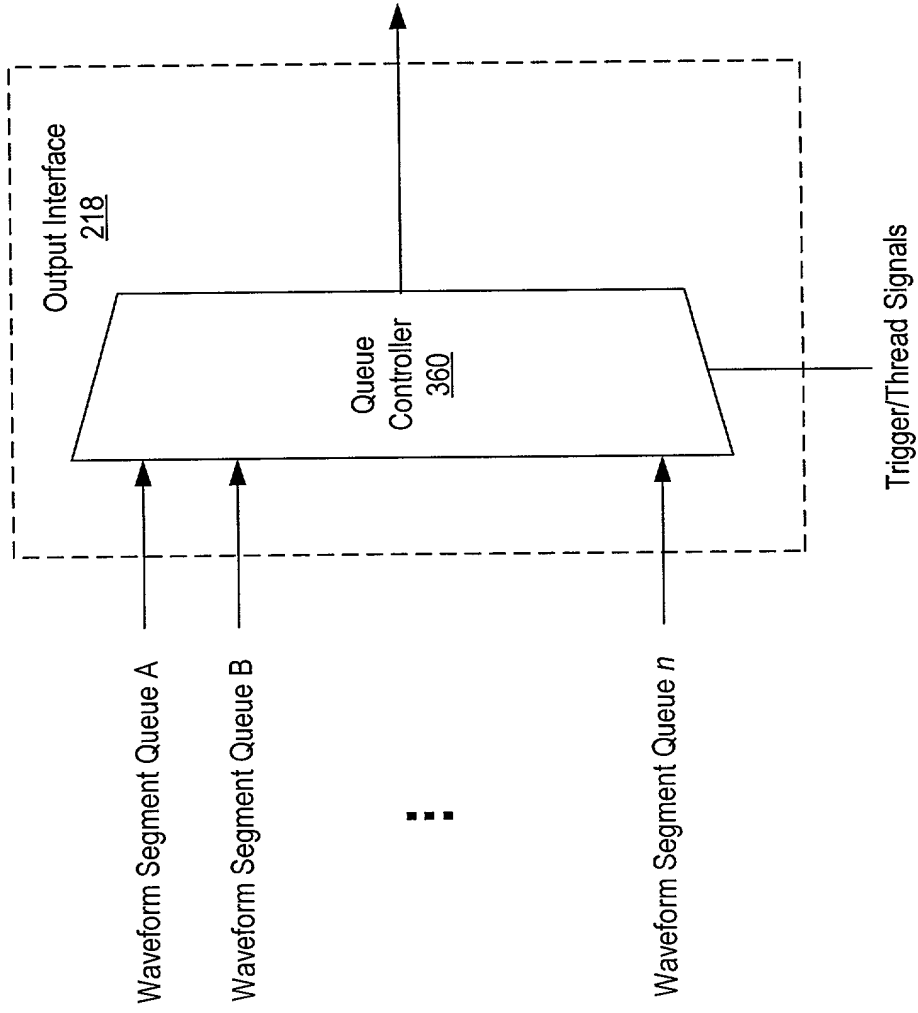 Waveform Segment Queue A
Waveform Segment Queue B
Waveform Segment Queue n
Output Interface
218
Queue
Controller
360
Trigger/Thread Signals